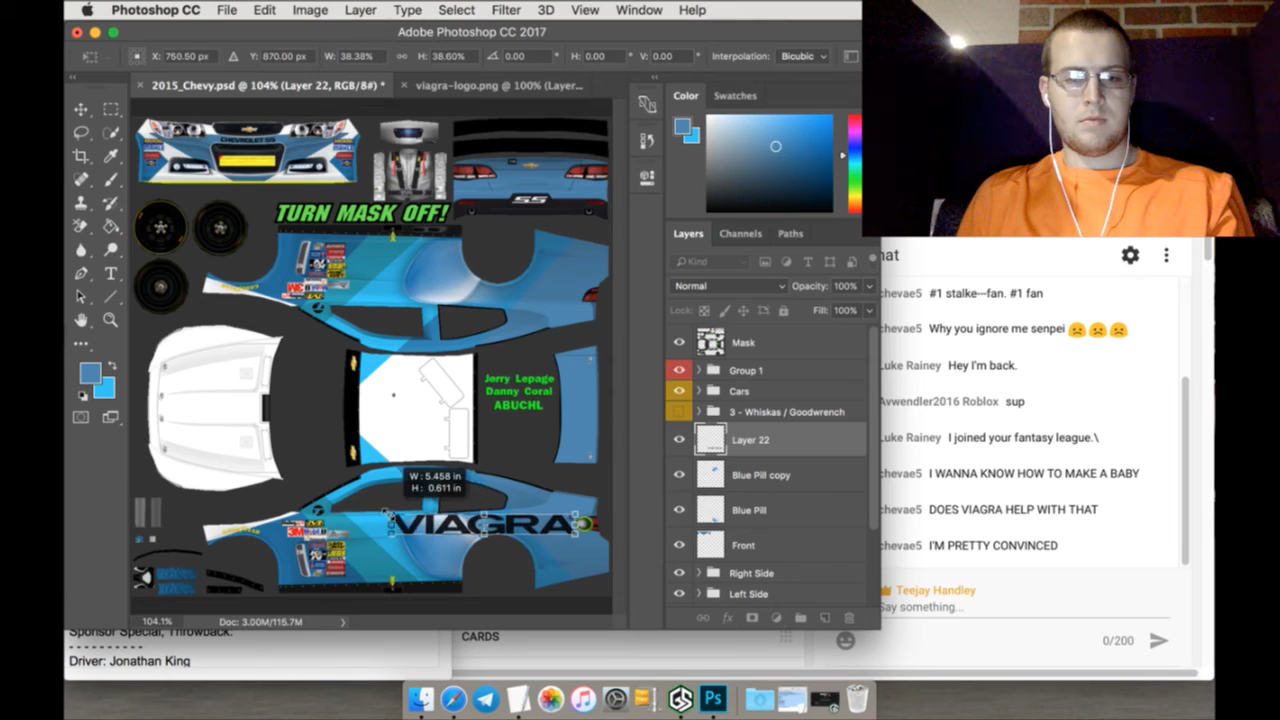 Photoshop CC File Edit Image Layer Type Select Filter 3D View Window Help
Adobe Photoshop CC 2017
X: 750.50 px Y: 870.00 px W: 38.38% H: 38.60% 0.00 ° H: 0.00 ° V: 0.00 ° Interpolation: Bicubic
2015_Chevy.psd @ 104% (Layer 22, RGB/8#) *
viagra-logo.png @ 100% (Layer...
Color Swatches
CHEVROLET SS
SS
TURN MASK OFF!
Layers Channels Paths
Kind
Normal Opacity: 100%
Lock: Fill: 100%
Mask
Group 1
Cars
3 - Whiskas / Goodwrench
Layer 22
Blue Pill copy
Blue Pill
Front
Right Side
Left Side
Jerry Lepage
Danny Coral
ABUCHL
W: 5.458 in
H: 0.611 in
VIAGRA
3M
104.1% Doc: 3.00M/115.7M
hat
chevae5 #1 stalke---fan. #1 fan
chevae5 Why you ignore me senpei
Luke Rainey Hey I'm back.
Avwendler2016 Roblox sup
Luke Rainey I joined your fantasy league.\
chevae5 I WANNA KNOW HOW TO MAKE A BABY
chevae5 DOES VIAGRA HELP WITH THAT
chevae5 I'M PRETTY CONVINCED
Teejay Handley
Say something...
0/200
Sponsor Special, Throwback.
----------
Driver: Jonathan King
CARDS
Ps